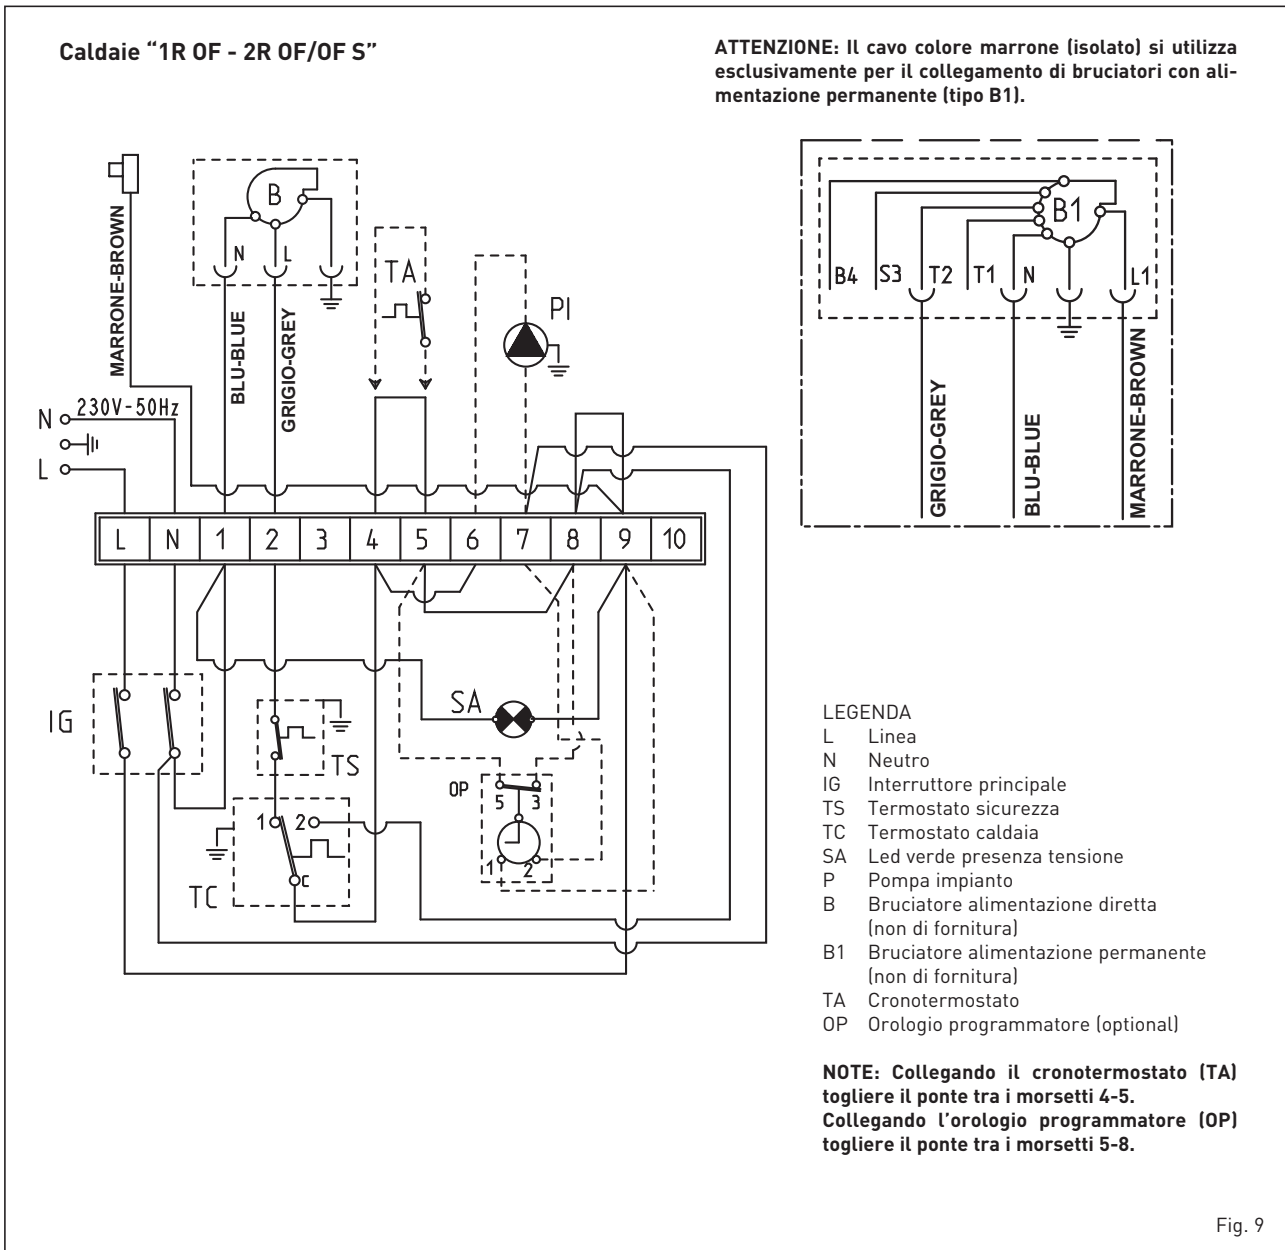 Caldaie “1R OF - 2R OF/OF S”
ATTENZIONE: Il cavo colore marrone (isolato) si utilizza
esclusivamente per il collegamento di bruciatori con ali-
mentazione permanente (tipo B1).
MARRONE-BROWN
B
N L
BLU-BLUE
GRIGIO-GREY
TA
PI
B1
B4 S3 T2 T1 N L1
GRIGIO-GREY
BLU-BLUE
MARRONE-BROWN
N 230V-50Hz
L
L N 1 2 3 4 5 6 7 8 9 10
IG
TS
SA
OP
5 3
1 2
1 2
C
TC
LEGENDA
L Linea
N Neutro
IG Interruttore principale
TS Termostato sicurezza
TC Termostato caldaia
SA Led verde presenza tensione
P Pompa impianto
B Bruciatore alimentazione diretta
(non di fornitura)
B1 Bruciatore alimentazione permanente
(non di fornitura)
TA Cronotermostato
OP Orologio programmatore (optional)
NOTE: Collegando il cronotermostato (TA)
togliere il ponte tra i morsetti 4-5.
Collegando l’orologio programmatore (OP)
togliere il ponte tra i morsetti 5-8.
Fig. 9